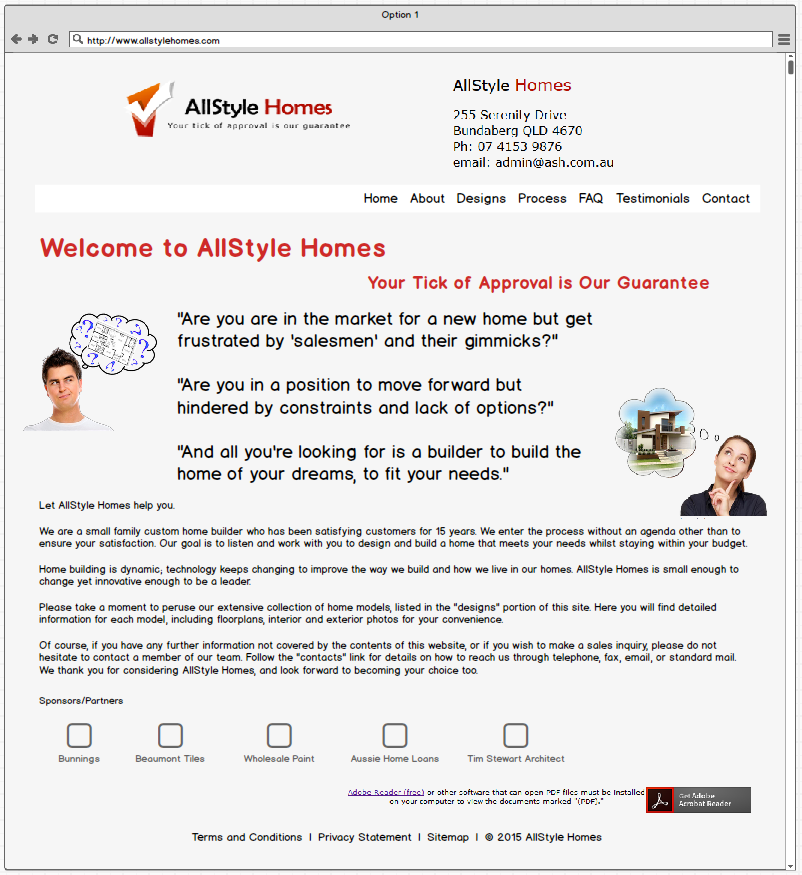 Option 1
http://www.allstylehomes.com
AllStyle Homes
Your tick of approval is our guarantee
AllStyle Homes
255 Serenity Drive
Bundaberg QLD 4670
Ph: 07 4153 9876
email: admin@ash.com.au
Home About Designs Process FAQ Testimonials Contact
Welcome to AllStyle Homes
Your Tick of Approval is Our Guarantee
"Are you are in the market for a new home but get
frustrated by 'salesmen' and their gimmicks?"
"Are you in a position to move forward but
hindered by constraints and lack of options?"
"And all you're looking for is a builder to build the
home of your dreams, to fit your needs."
Let AllStyle Homes help you.
We are a small family custom home builder who has been satisfying customers for 15 years. We enter the process without an agenda other than to
ensure your satisfaction. Our goal is to listen and work with you to design and build a home that meets your needs whilst staying within your budget.
Home building is dynamic; technology keeps changing to improve the way we build and how we live in our homes. AllStyle Homes is small enough to
change yet innovative enough to be a leader.
Please take a moment to peruse our extensive collection of home models, listed in the "designs" portion of this site. Here you will find detailed
information for each model, including floorplans, interior and exterior photos for your convenience.
Of course, if you have any further information not covered by the contents of this website, or if you wish to make a sales inquiry, please do not
hesitate to contact a member of our team. Follow the "contacts" link for details on how to reach us through telephone, fax, email, or standard mail.
We thank you for considering AllStyle Homes, and look forward to becoming your choice too.
Sponsors/Partners
Bunnings Beaumont Tiles Wholesale Paint Aussie Home Loans Tim Stewart Architect
Adobe Reader (free) or other software that can open PDF files must be installed
on your computer to view the documents marked "(PDF)."
Get Adobe
Acrobat Reader
Terms and Conditions | Privacy Statement | Sitemap | © 2015 AllStyle Homes